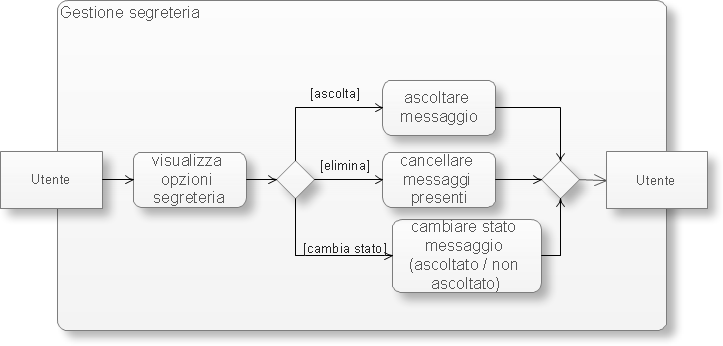 Gestione segreteria
[ascolta]
ascoltare
messaggio
Utente
visualizza
opzioni
segreteria
[elimina]
cancellare
messaggi
presenti
Utente
[cambia stato]
cambiare stato
messaggio
(ascoltato / non
ascoltato)